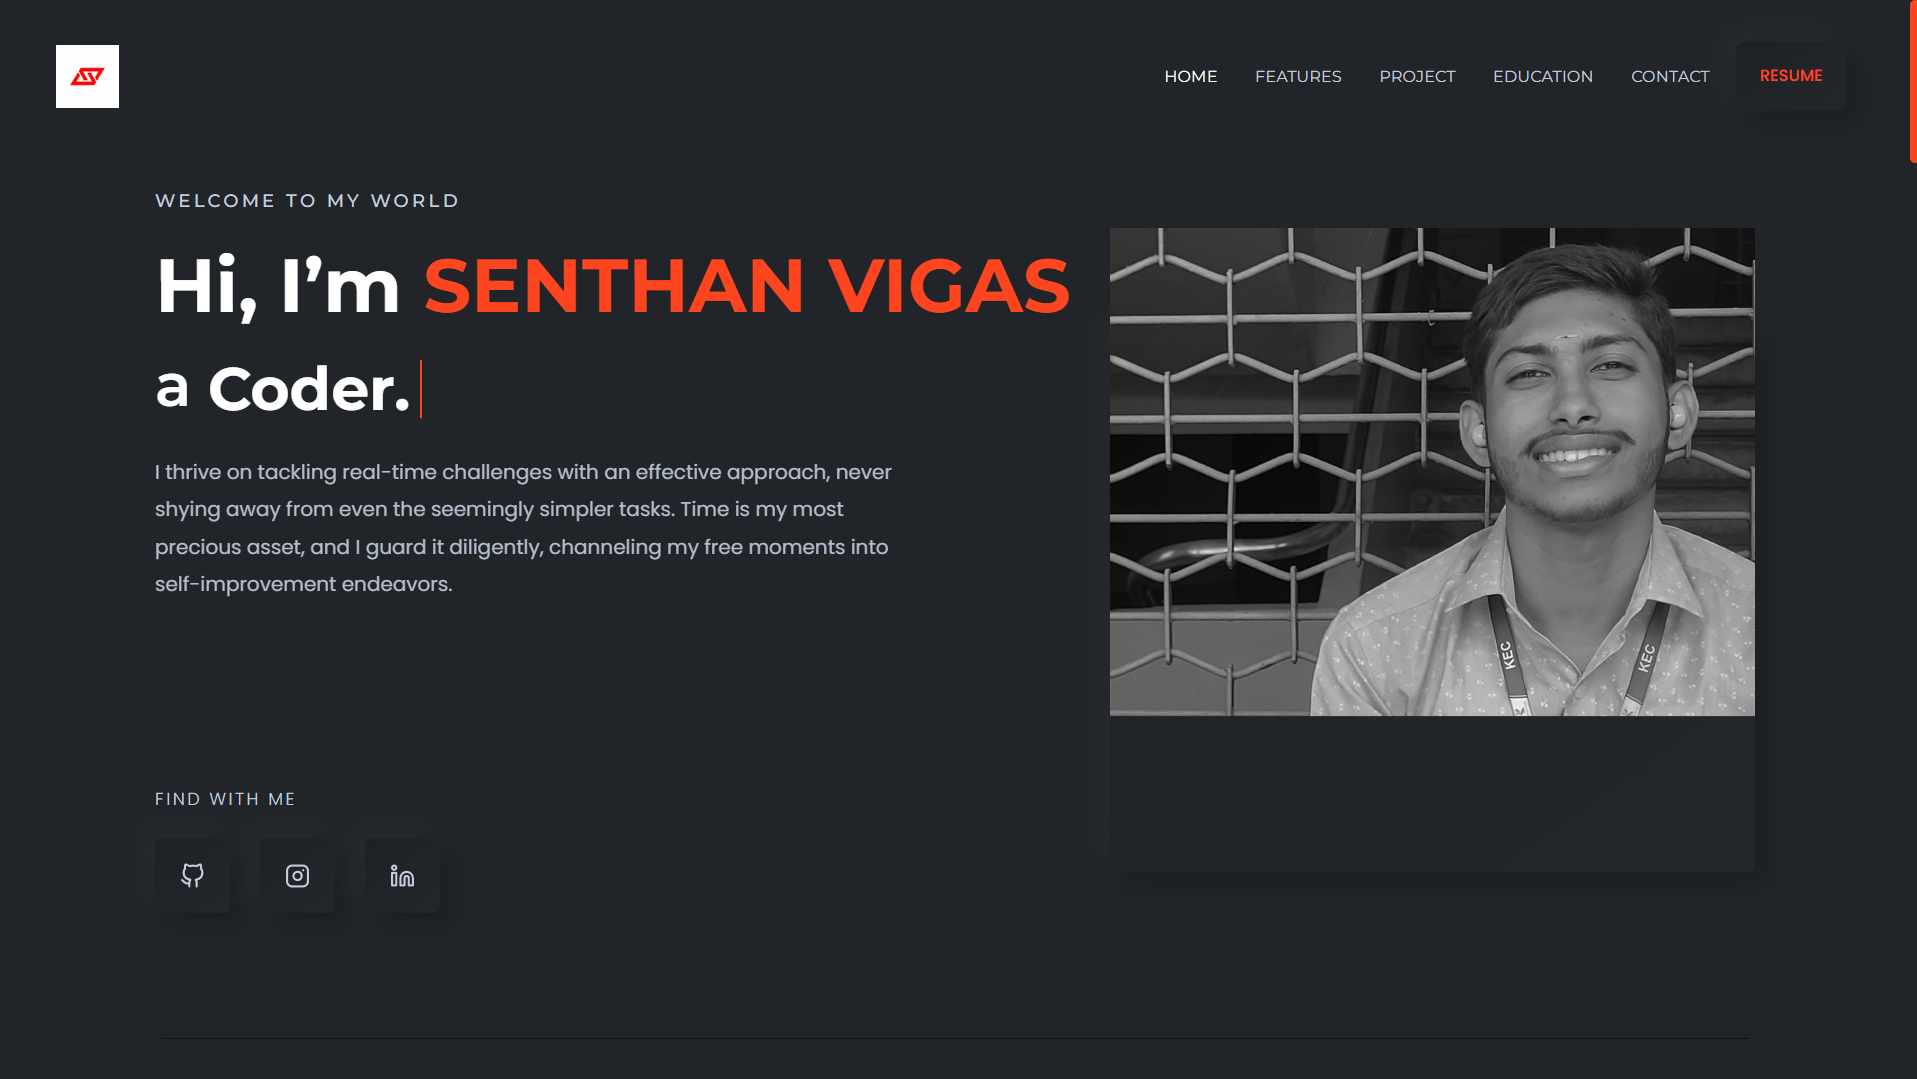 HOME FEATURES PROJECT EDUCATION CONTACT RESUME
WELCOME TO MY WORLD
Hi, I’m SENTHAN VIGAS
a Coder.
I thrive on tackling real-time challenges with an effective approach, never
shying away from even the seemingly simpler tasks. Time is my most
precious asset, and I guard it diligently, channeling my free moments into
self-improvement endeavors.
KEC KEC
FIND WITH ME